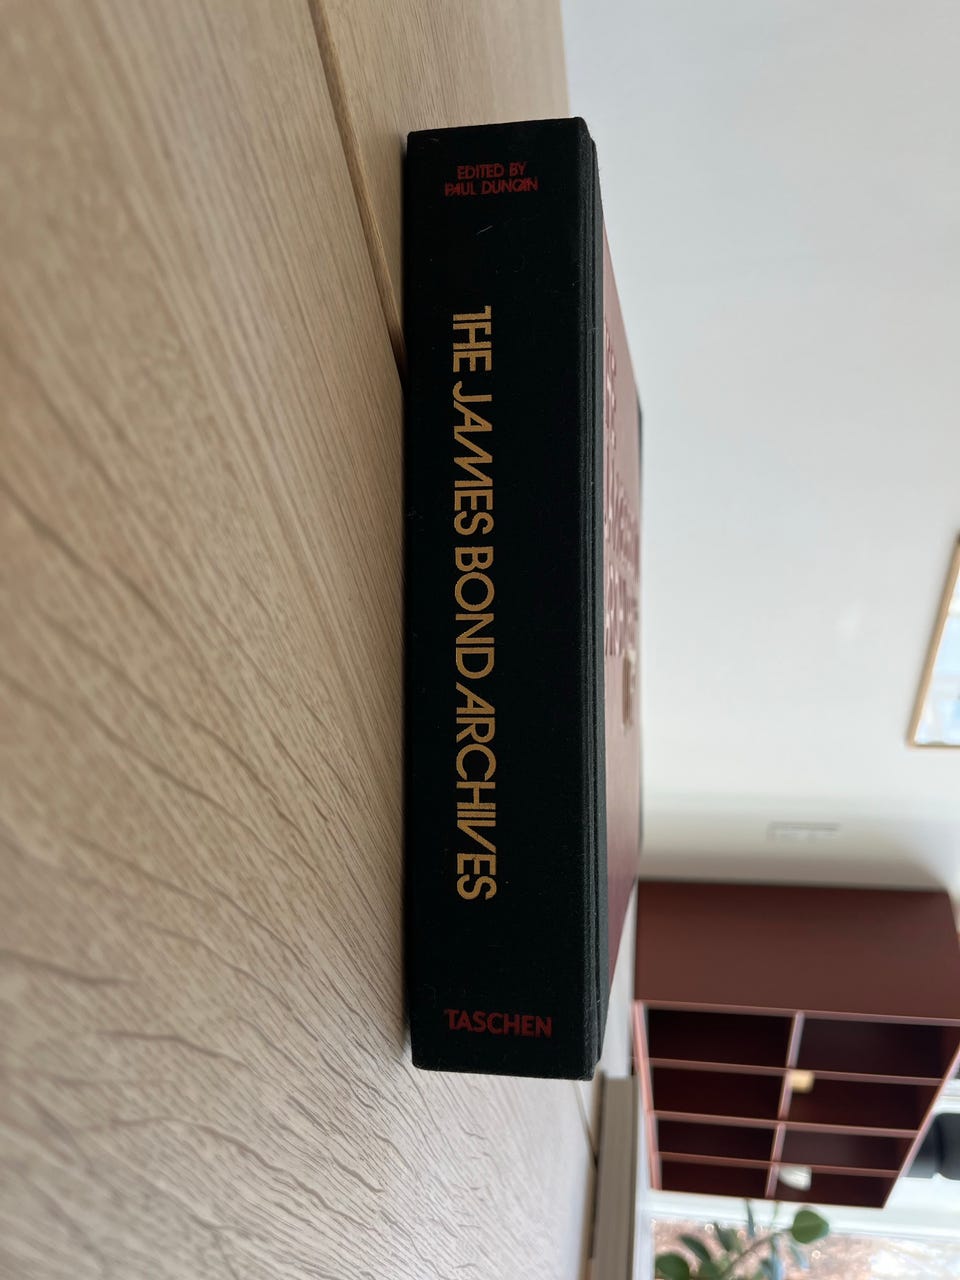 EDITED BY
PAUL DUNCAN
THE JAMES BOND ARCHIVES
TASCHEN